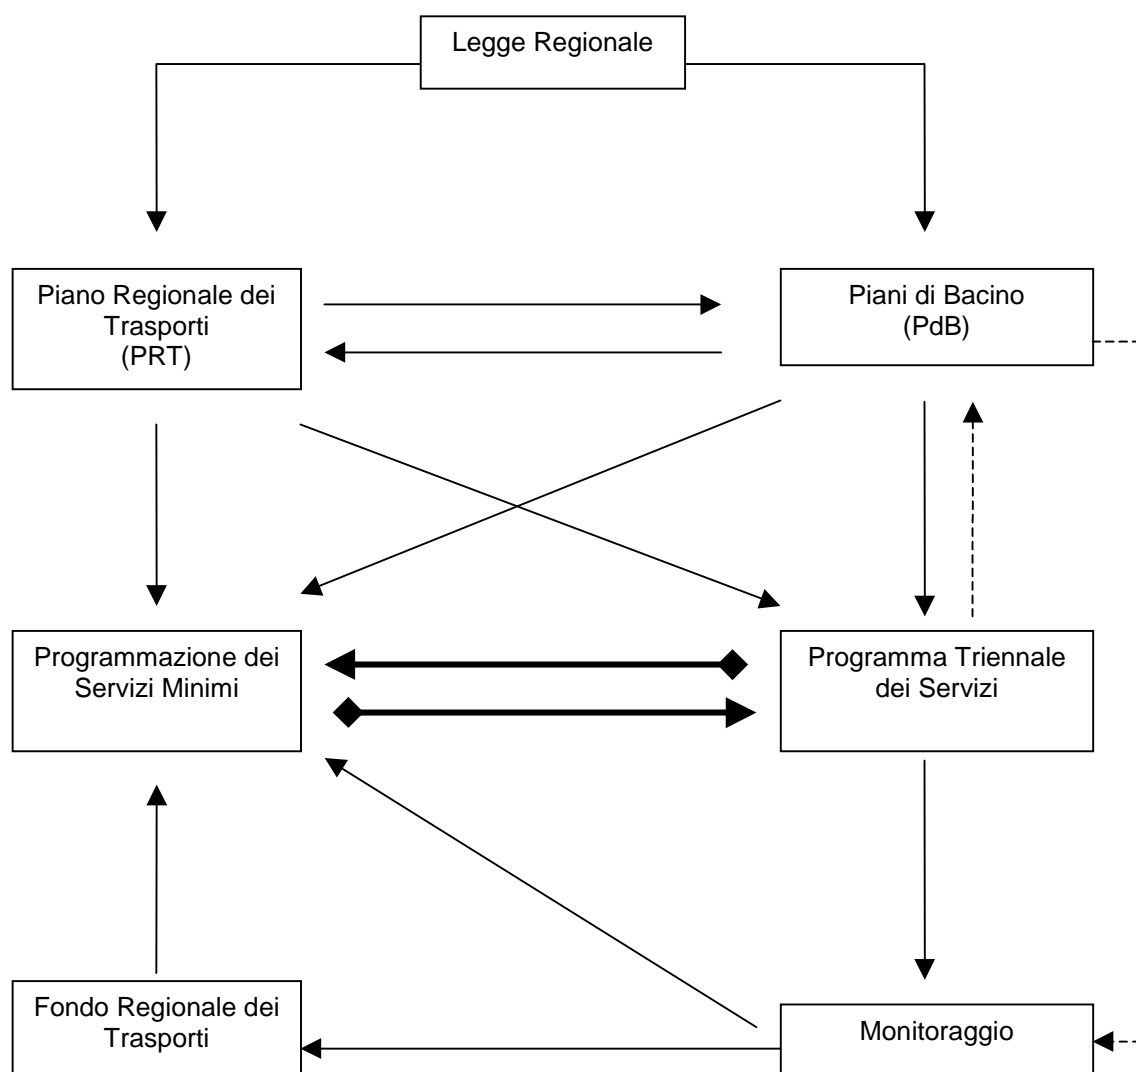 Legge Regionale
Piano Regionale dei
Trasporti
(PRT)
Piani di Bacino
(PdB)
Programmazione dei
Servizi Minimi
Programma Triennale
dei Servizi
Fondo Regionale dei
Trasporti
Monitoraggio